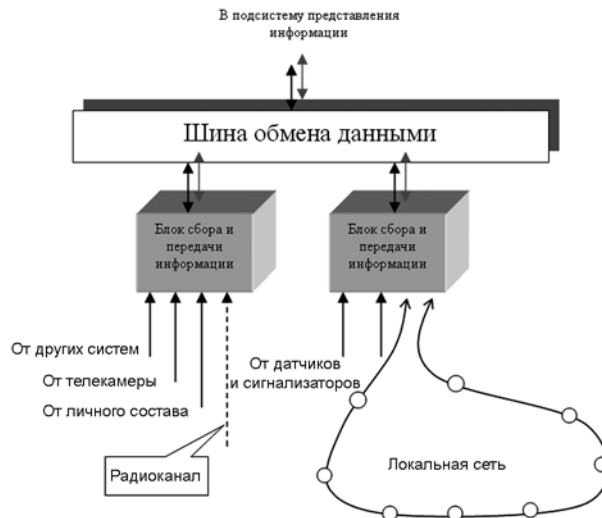 В подсистему представления
информации
Шина обмена данными
Блок сбора и
передачи
информации
Блок сбора и
передачи
информации
От других систем
От телекамеры
От личного состава
Радиоканал
От датчиков
и сигнализаторов
Локальная сеть